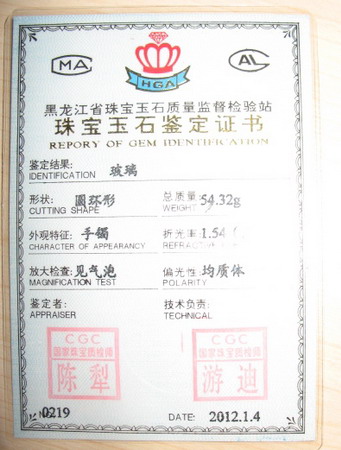 CMA
CAL
HGA
黑龙江省珠宝玉石质量监督检验站
珠宝玉石鉴定证书
REPORY OF GEM IDENTIFICATION
鉴定结果: 玻璃
IDENTIFICATION
形状: 圆环形 总质量: 54.32g
CUTTING SHAPE WEIGHT
外观特征: 手镯 折光率: 1.54
CHARACTER OF APPEARANCY
放大检查: 见气泡 偏光性: 均质体
MAGNIFICATION TEST POLARITY
鉴定者: 技术负责:
APPRAISER TECHNICAL
CGC CGC
国家珠宝质检师 国家珠宝质检师
陈犁 游迪
0219 DATE: 2012.1.4